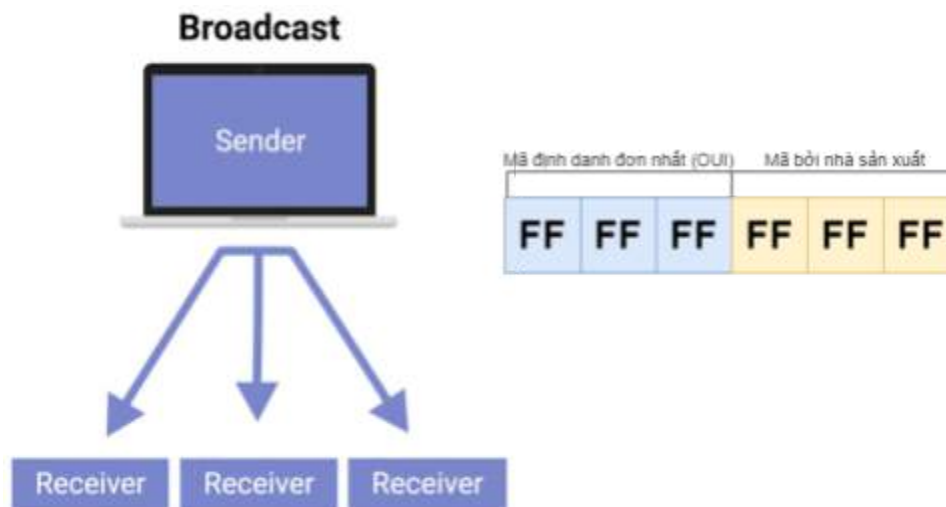 Broadcast
Sender
Mã định danh đơn nhất (OUI) Mã bởi nhà sản xuất
FF FF FF FF FF FF
Receiver Receiver Receiver